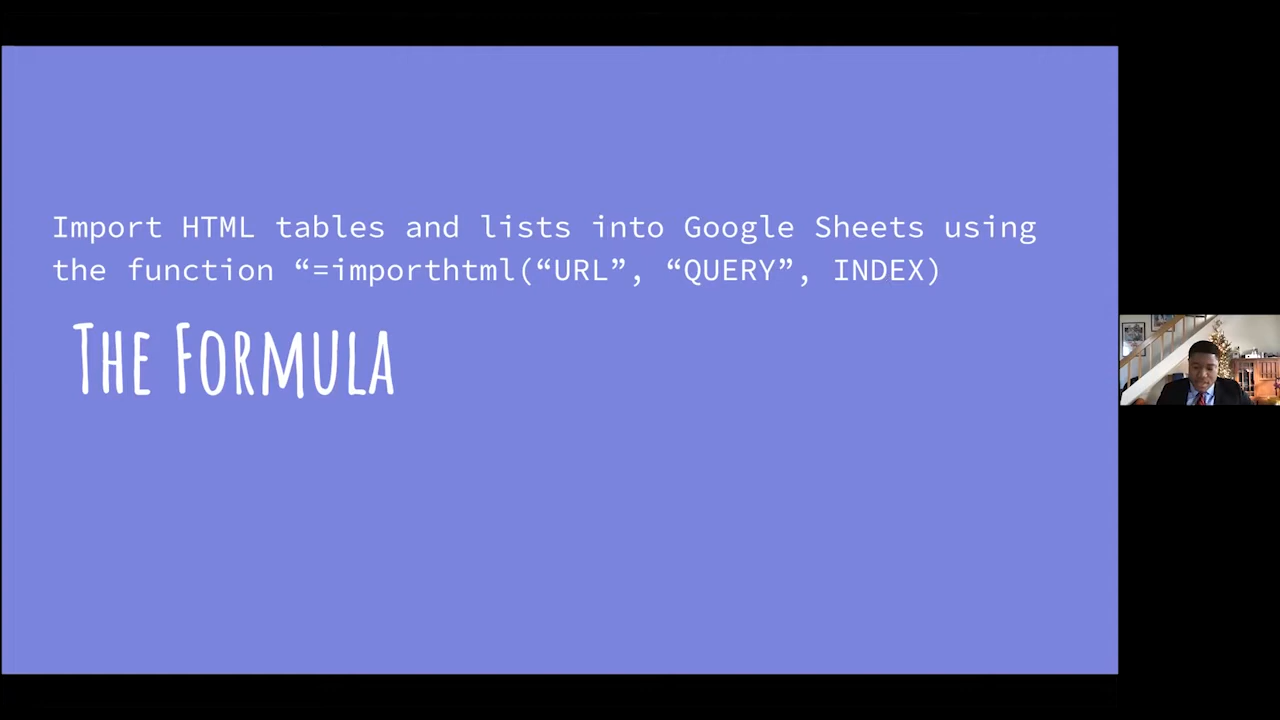 Import HTML tables and lists into Google Sheets using
the function “=importhtml(“URL”, “QUERY”, INDEX)
The Formula